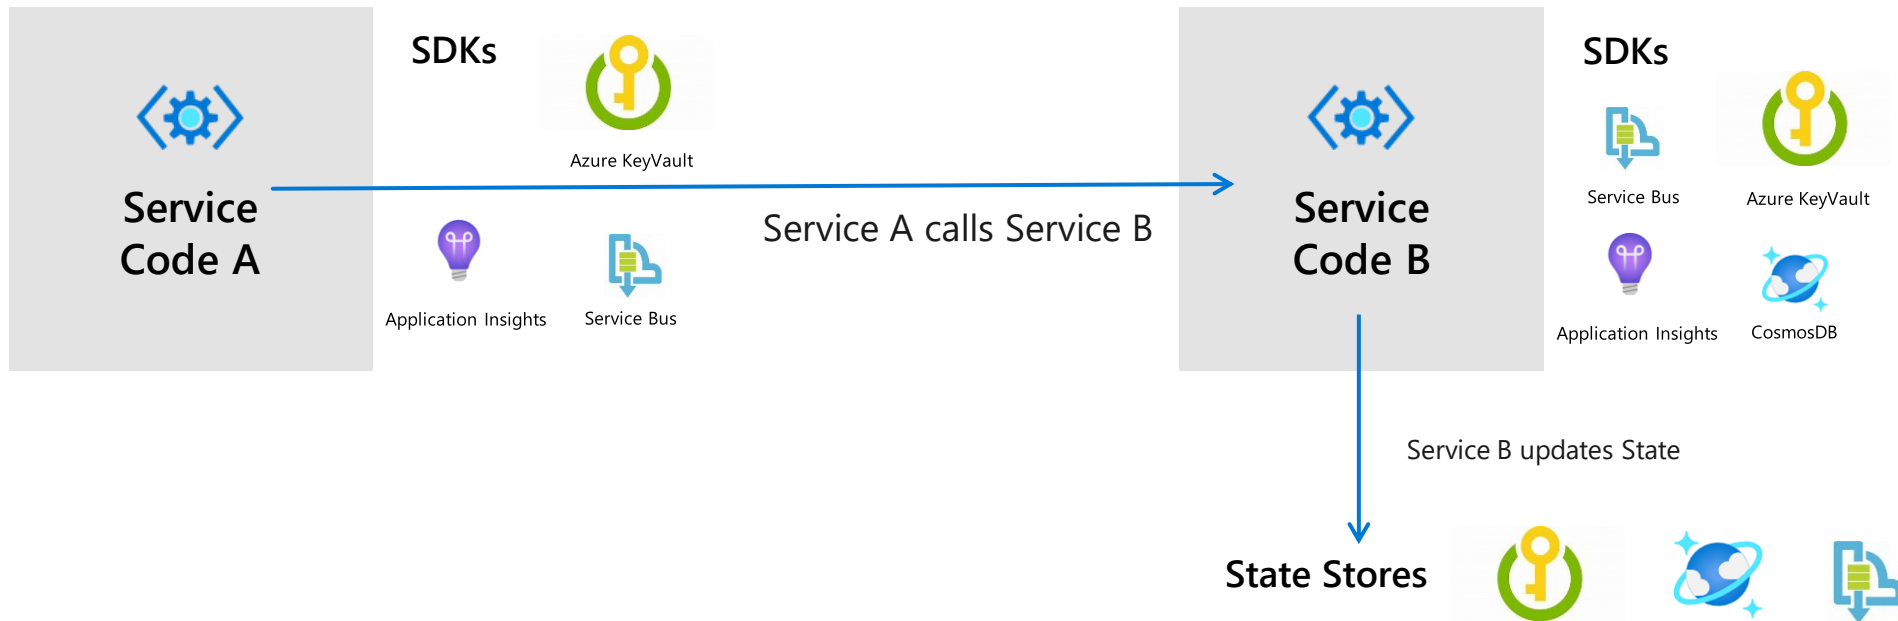 SDKs
Azure KeyVault
Service
Code A
Application Insights
Service Bus
Service A calls Service B
Service
Code B
SDKs
Service Bus
Azure KeyVault
Application Insights
CosmosDB
Service B updates State
State Stores